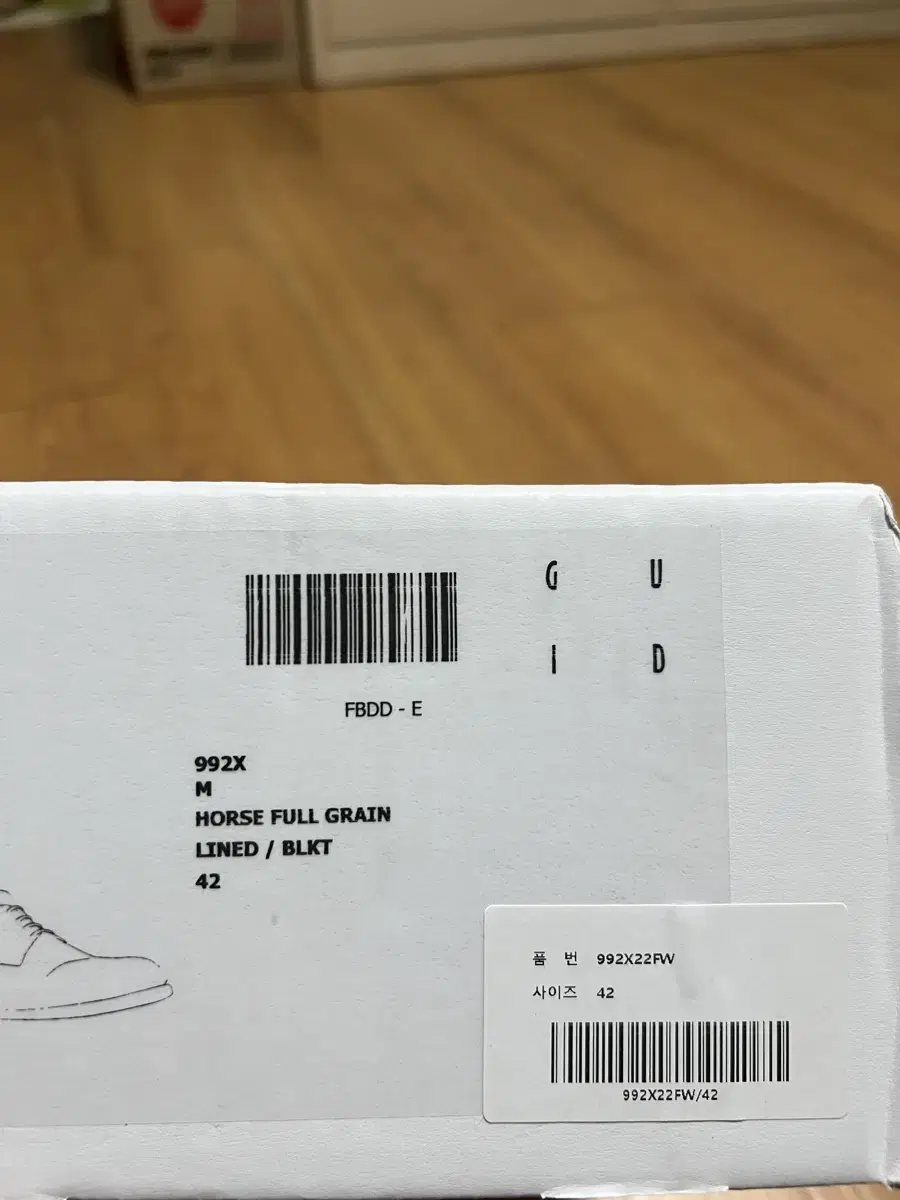 G U
I D
FBDD - E
992X
M
HORSE FULL GRAIN
LINED / BLKT
42
품 번 992X22FW
사이즈 42
992X22FW/42